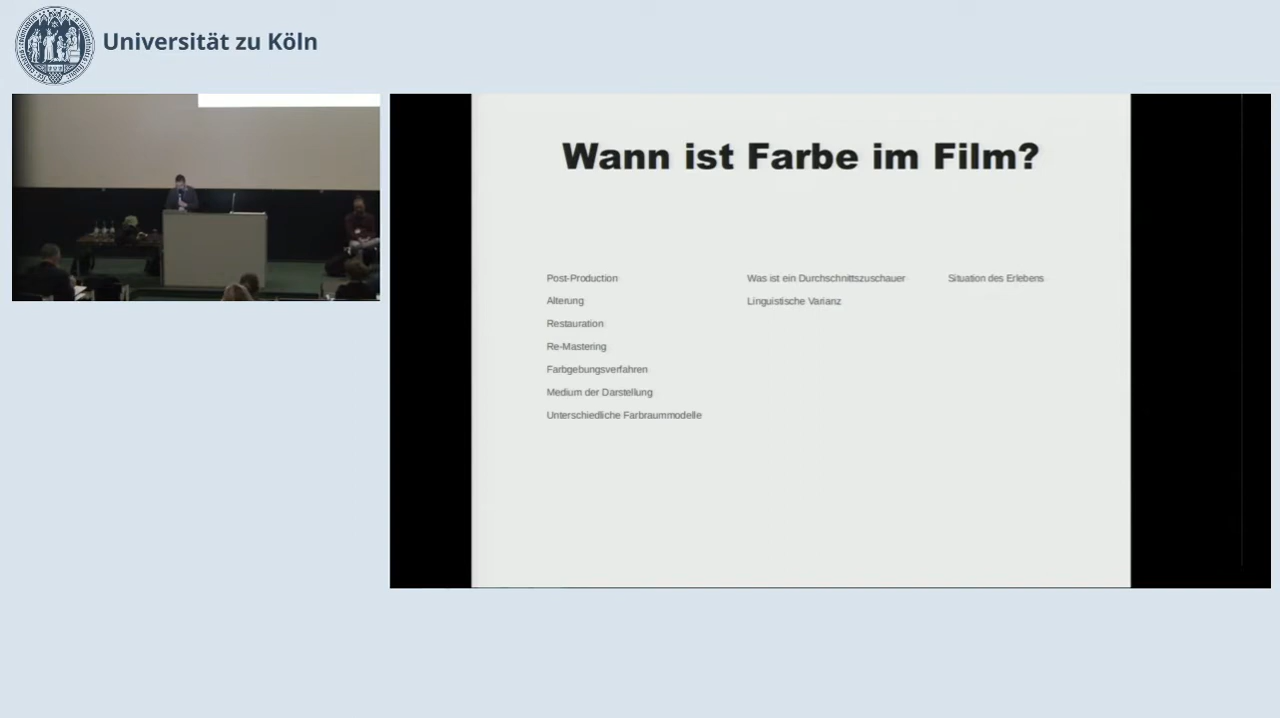 Universität zu Köln
Wann ist Farbe im Film?
Post-Production
Alterung
Restauration
Re-Mastering
Farbgebungsverfahren
Medium der Darstellung
Unterschiedliche Farbraummodelle
Was ist ein Durchschnittszuschauer
Linguistische Varianz
Situation des Erlebens